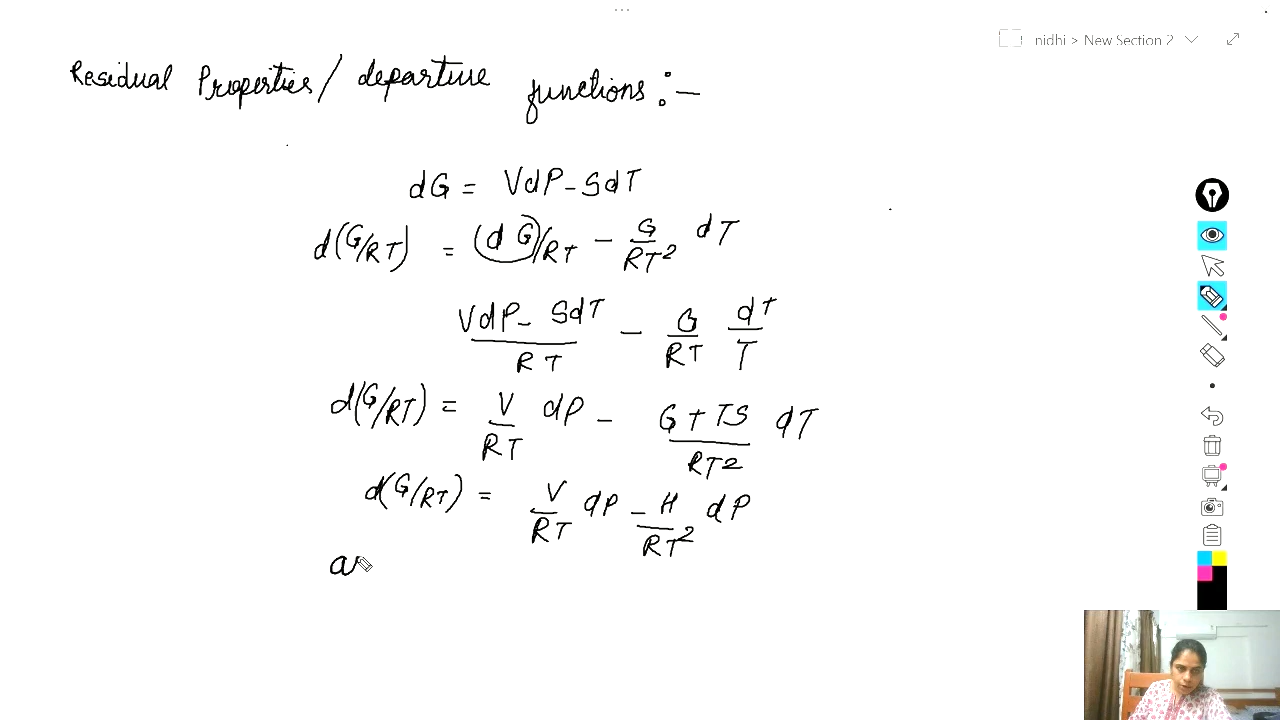 nidhi > New Section 2
Residual Properties/ departure functions :-
dG = VdP - SdT
d(G/RT) = (dG)/RT - G/RT² dT
VdP - SdT/RT - G/RT dT/T
d(G/RT) = V/RT dP - G+TS/RT² dT
d(G/RT) = V/RT dP - H/RT² dP
a